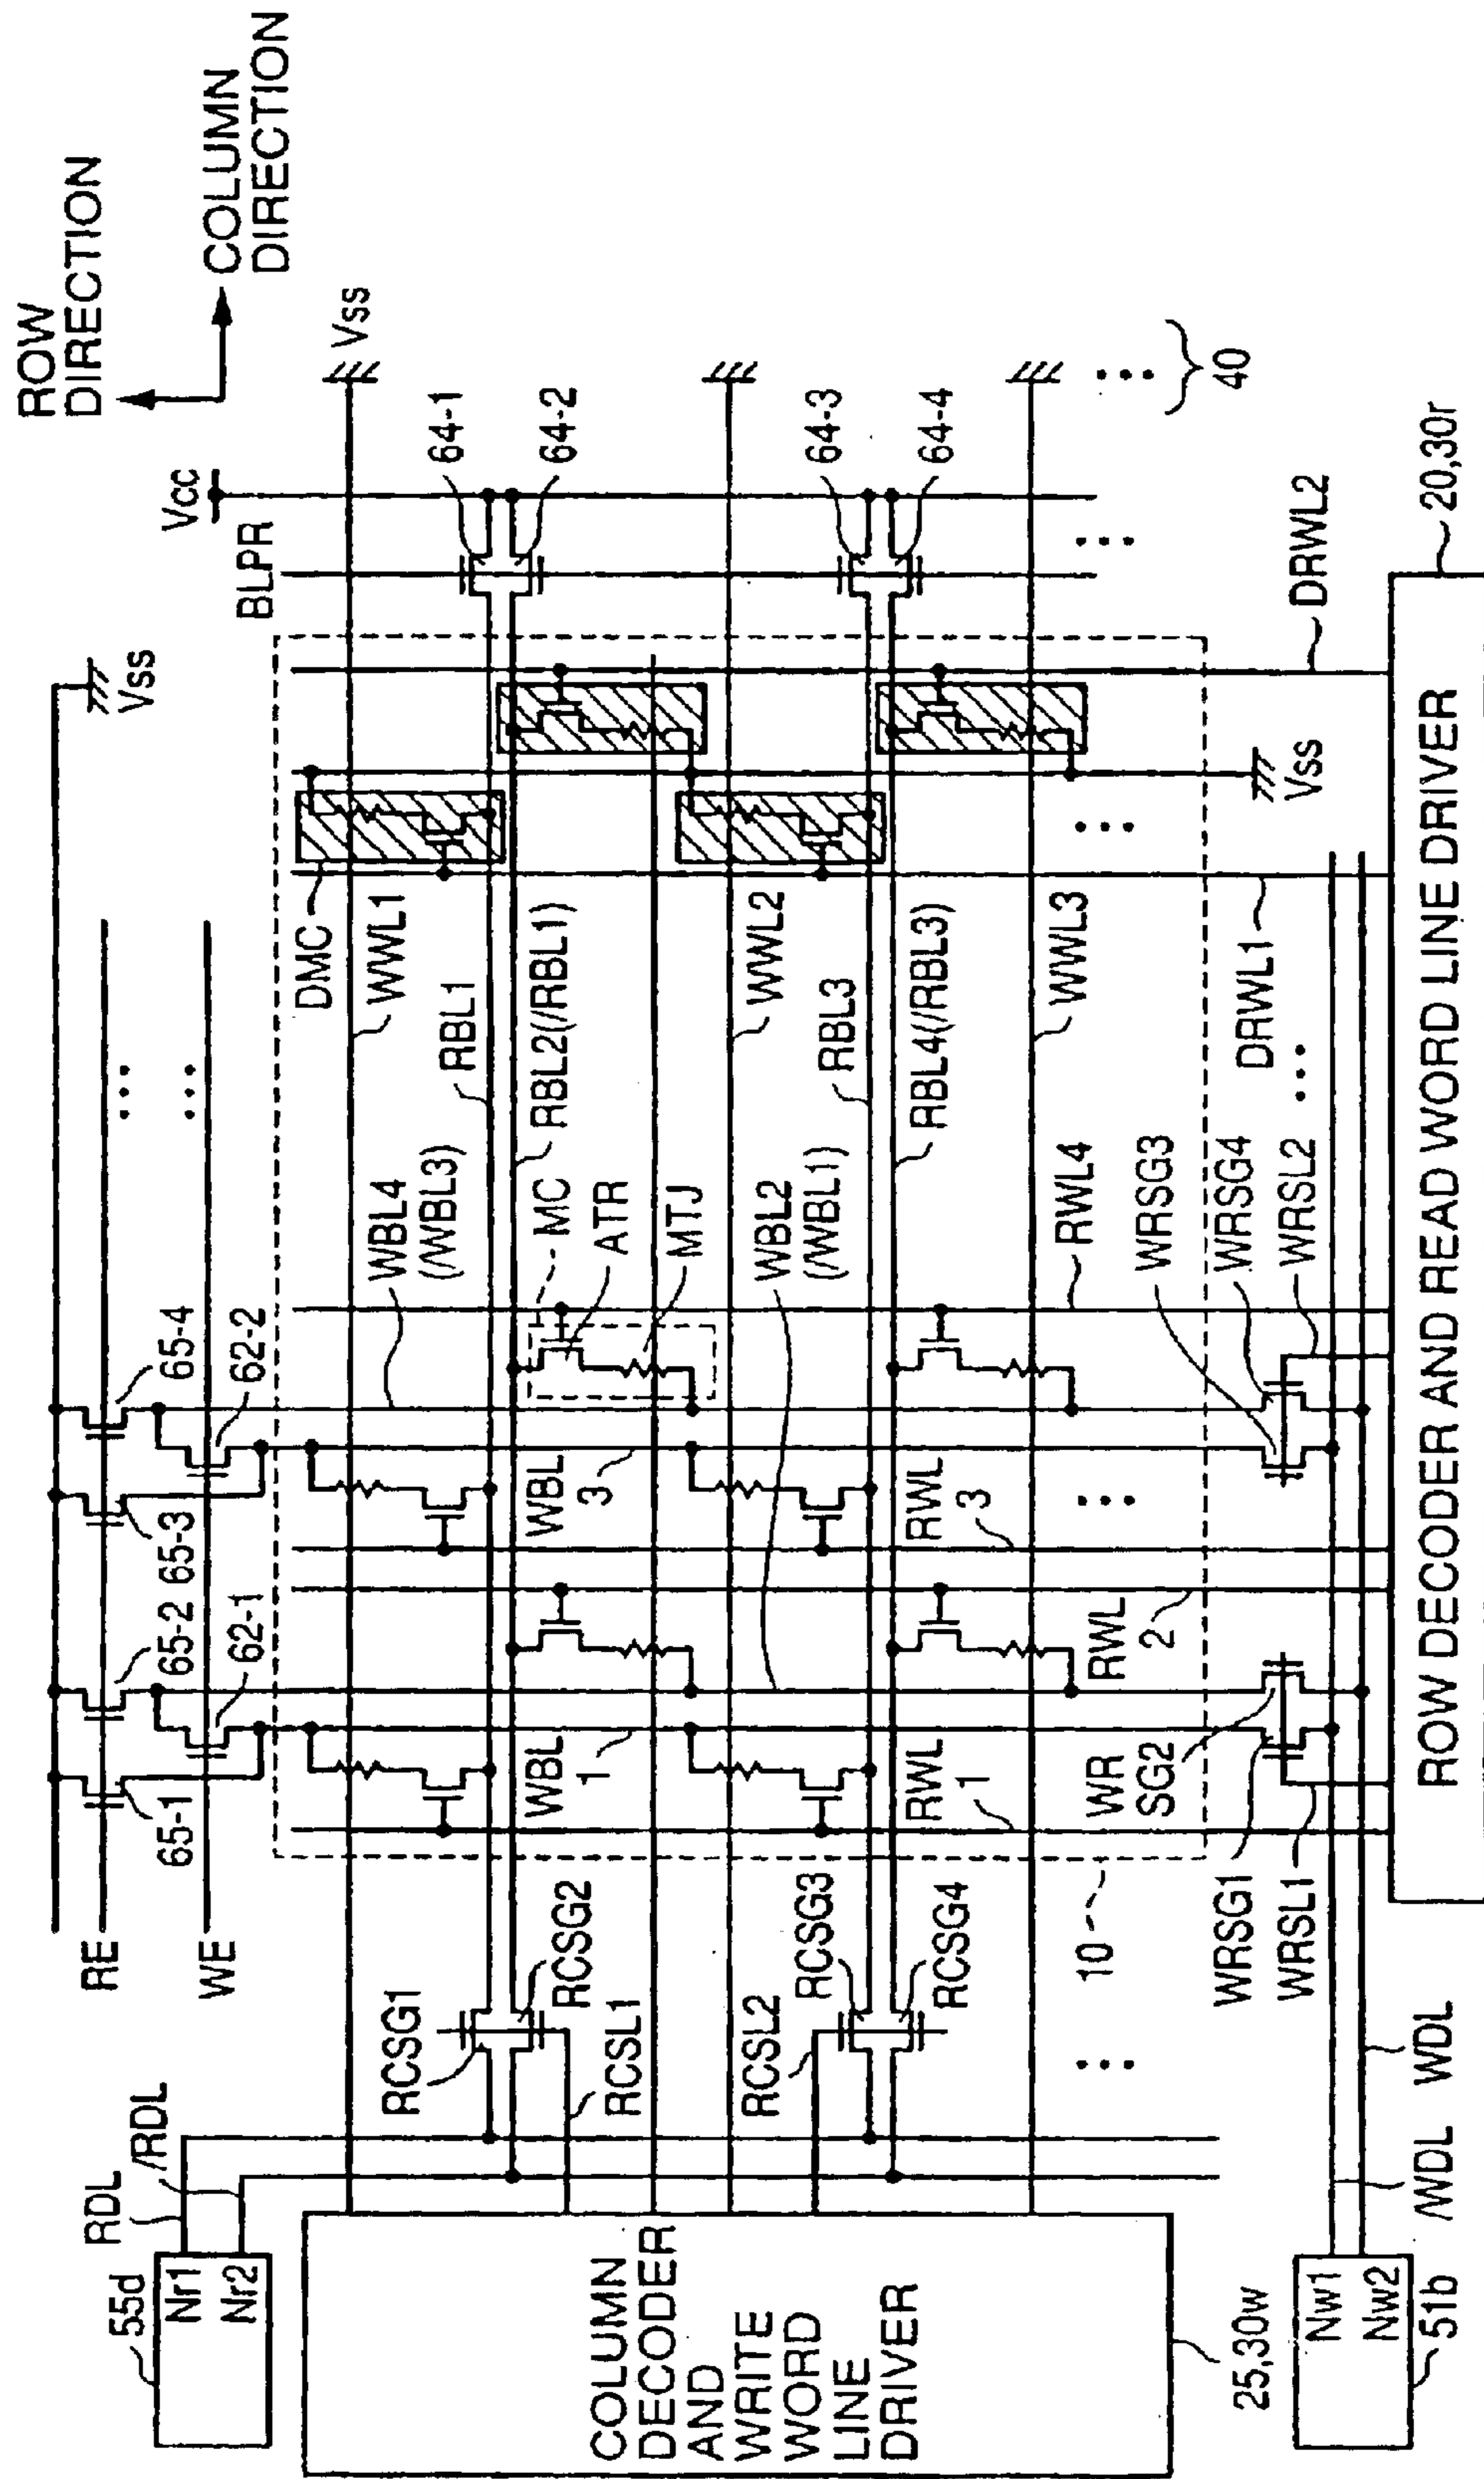 ROW
DIRECTION
COLUMN
DIRECTION
RE
WE
65-1
65-2
65-3
65-4
62-1
62-2
Vss
BLPR
Vcc
Vss
55d
Nr1
Nr2
RDL
/RDL
RCSG1
RCSG2
RCSL1
RCSL2
RCSG3
RCSG4
COLUMN
DECODER
AND
WRITE
WORD
LINE
DRIVER
25,30w
WBL4
(/WBL3)
DMC
WWL1
RBL1
RBL2(/RBL1)
MC
ATR
MTJ
WBL
1
WBL
3
WBL2
(/WBL1)
WWL2
RBL3
RBL4(/RBL3)
WWL3
64-1
64-2
64-3
64-4
40
RWL
1
RWL
2
RWL
3
RWL4
10
WR
SG2
WRSG1
WRSL1
WRSG3
WRSG4
WRSL2
DRWL1
Vss
DRWL2
Nw1
Nw2
51b
/WDL
WDL
ROW DECODER AND READ WORD LINE DRIVER
20,30r